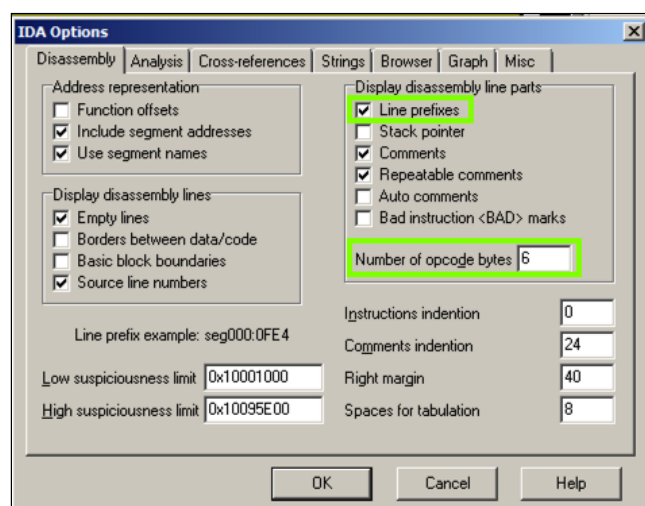 IDA Options
Disassembly Analysis Cross-references Strings Browser Graph Misc
Address representation
Function offsets
Include segment addresses
Use segment names
Display disassembly lines
Empty lines
Borders between data/code
Basic block boundaries
Source line numbers
Line prefix example: seg000:0FE4
Low suspiciousness limit 0x10001000
High suspiciousness limit 0x10095E00
Display disassembly line parts
Line prefixes
Stack pointer
Comments
Repeatable comments
Auto comments
Bad instruction <BAD> marks
Number of opcode bytes 6
Instructions indention 0
Comments indention 24
Right margin 40
Spaces for tabulation 8
OK Cancel Help